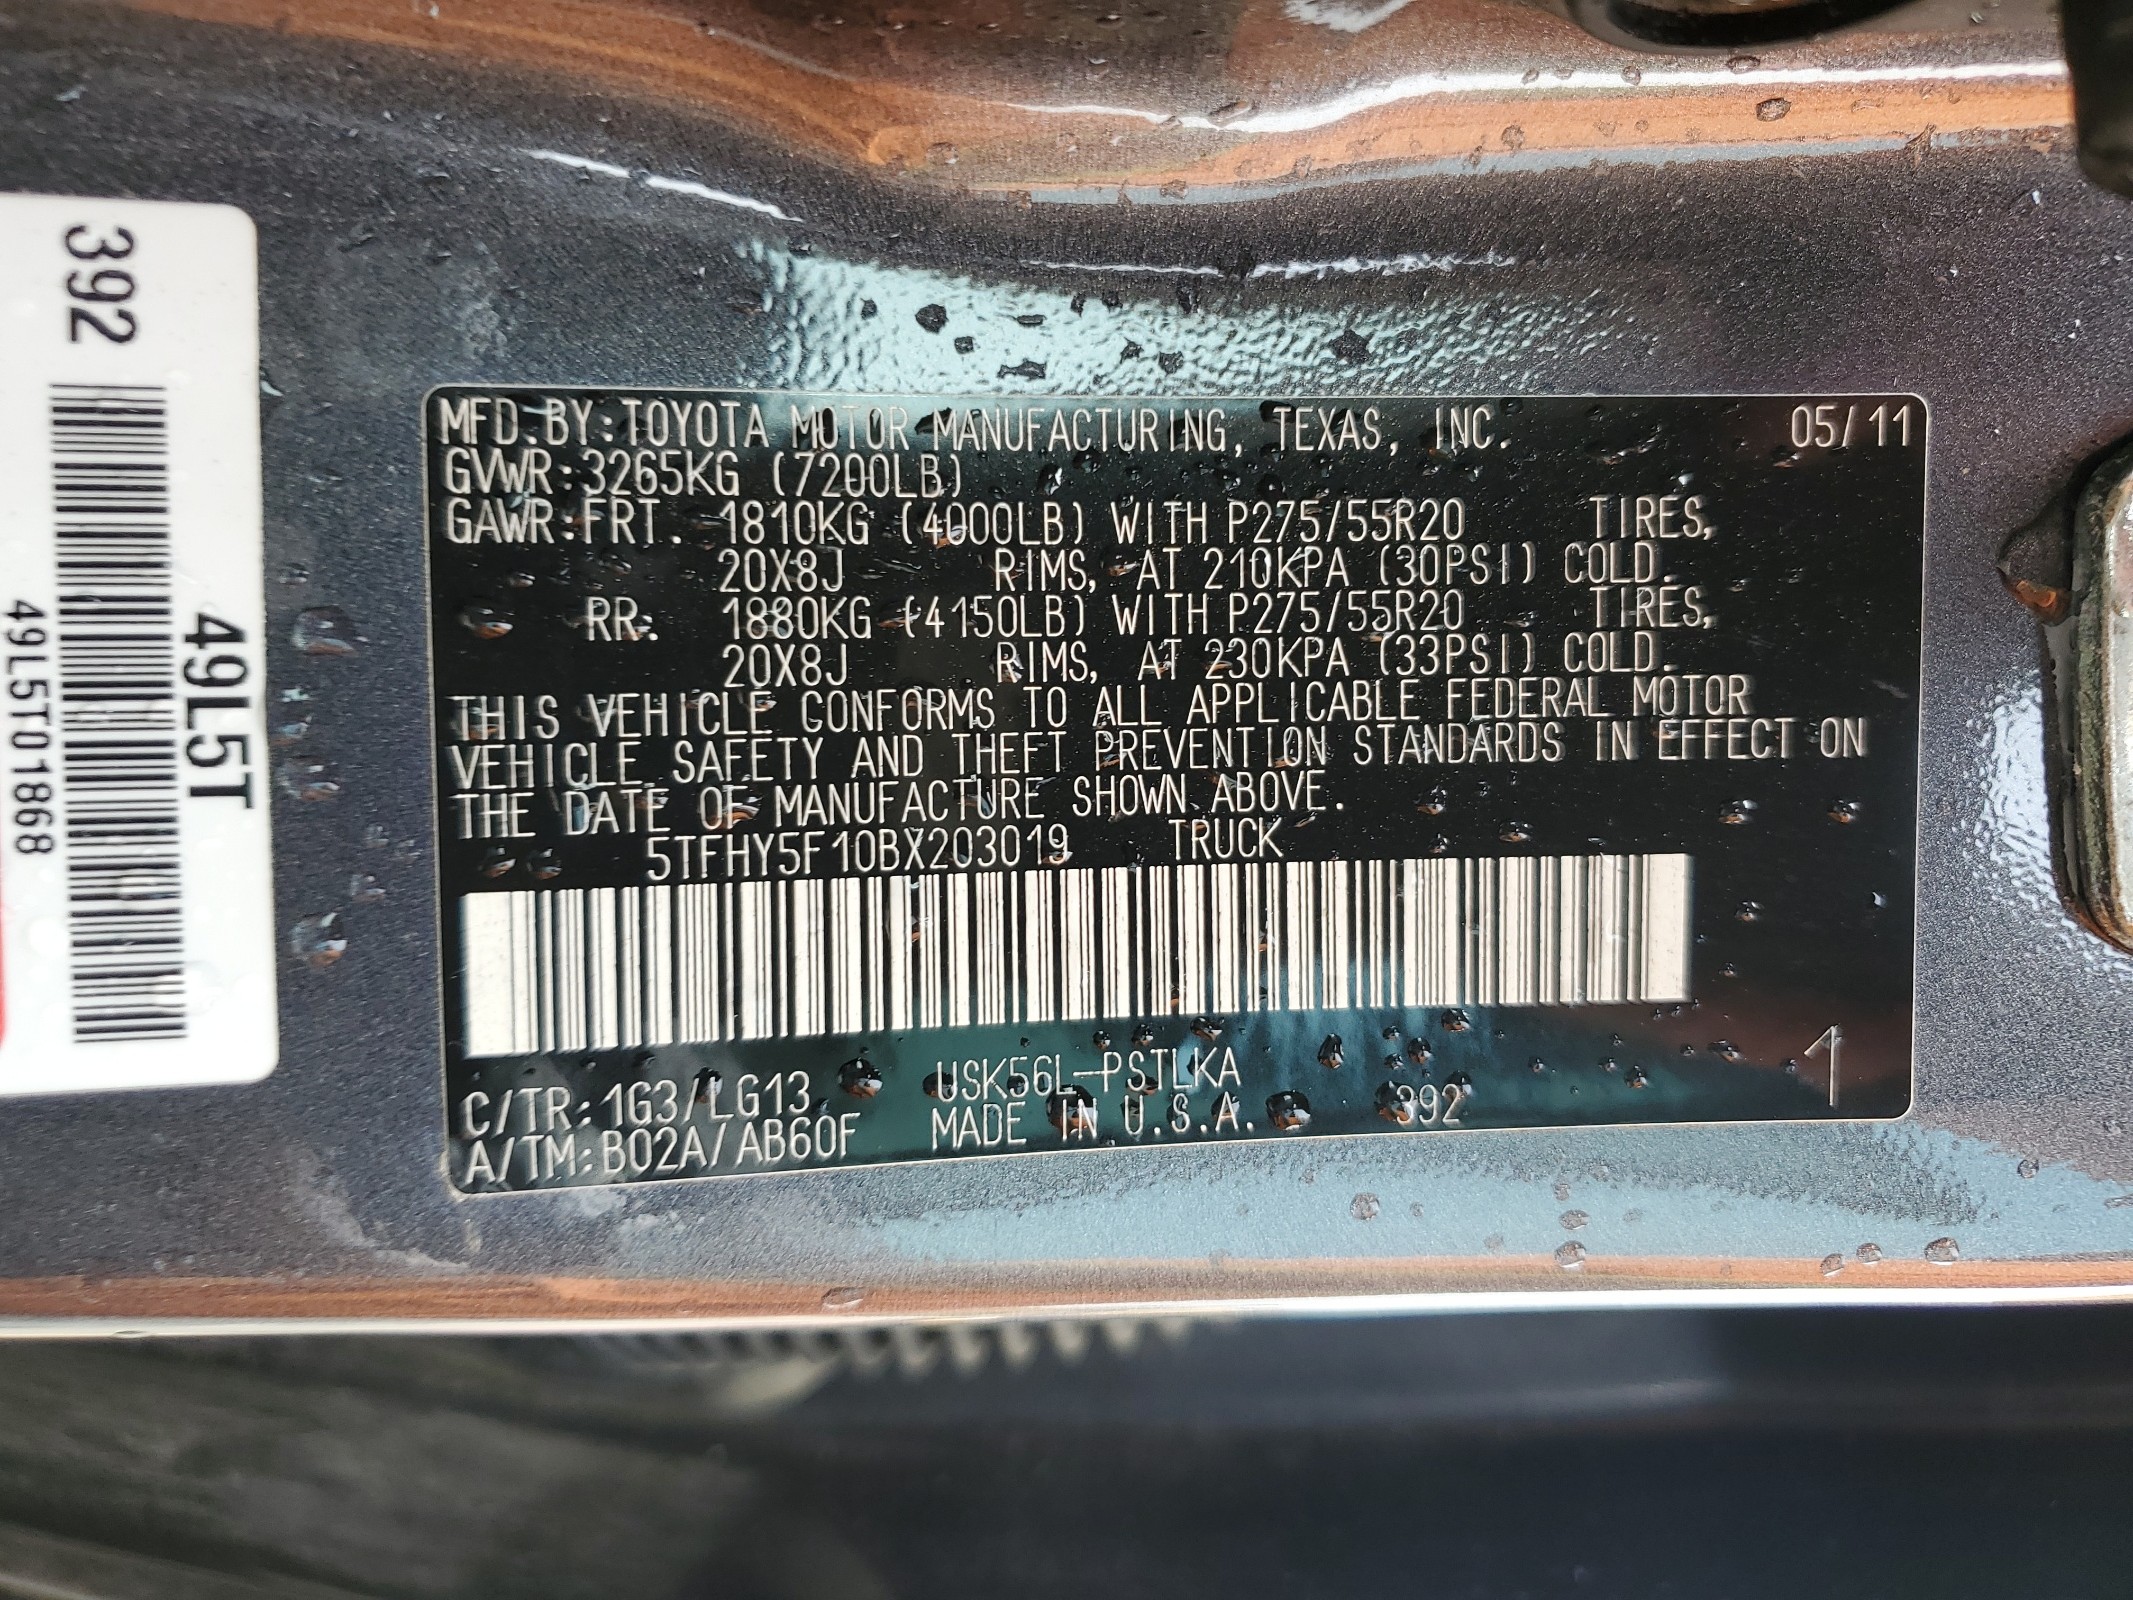 MFD.BY:TOYOTA MOTOR MANUFACTURING, TEXAS, INC. 05/11
GVWR:3265KG (7200LB)
GAWR:FRT. 1810KG (4000LB) WITH P275/55R20 TIRES,
20X8J RIMS, AT 210KPA (30PSI) COLD.
RR. 1880KG (4150LB) WITH P275/55R20 TIRES,
20X8J RIMS, AT 230KPA (33PSI) COLD.
THIS VEHICLE CONFORMS TO ALL APPLICABLE FEDERAL MOTOR
VEHICLE SAFETY AND THEFT PREVENTION STANDARDS IN EFFECT ON
THE DATE OF MANUFACTURE SHOWN ABOVE.
5TFHY5F10BX203019 TRUCK
C/TR:1G3/LG13 USK56L-PSTLKA
A/TM:B02A/AB60F MADE IN U.S.A. 392
1
392
49L5T
49L5T01868